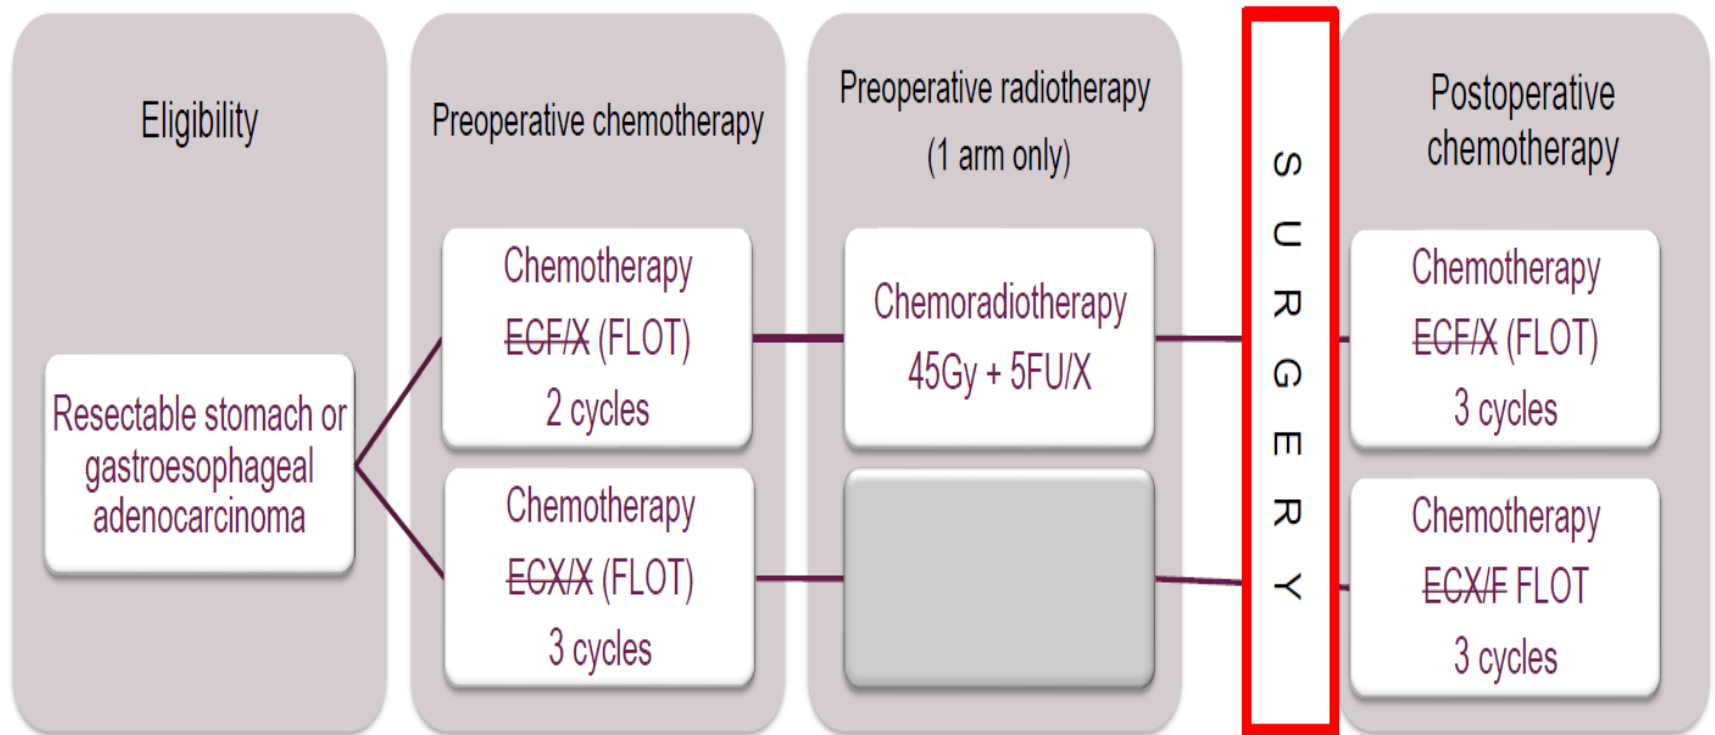 Eligibility
Resectable stomach or
gastroesophageal
adenocarcinoma
Preoperative chemotherapy
Chemotherapy
ECF/X (FLOT)
2 cycles
Chemotherapy
ECX/X (FLOT)
3 cycles
Preoperative radiotherapy
(1 arm only)
Chemoradiotherapy
45Gy + 5FU/X
SURGERY
Postoperative
chemotherapy
Chemotherapy
ECF/X (FLOT)
3 cycles
Chemotherapy
ECX/F FLOT
3 cycles